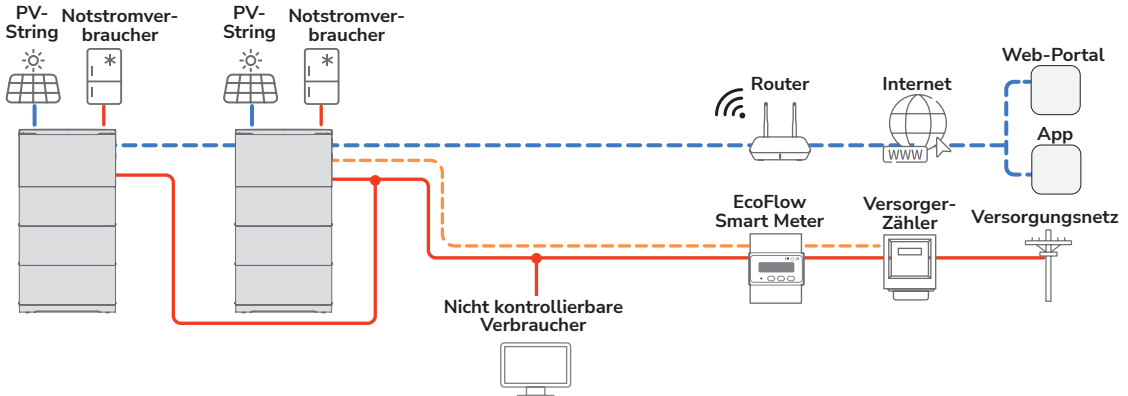 PV-
String
Notstromver-
braucher
PV-
String
Notstromver-
braucher
Router
Internet
WWW
Web-Portal
App
EcoFlow
Smart Meter
Versorger-
Zähler
Versorgungsnetz
Nicht kontrollierbare
Verbraucher